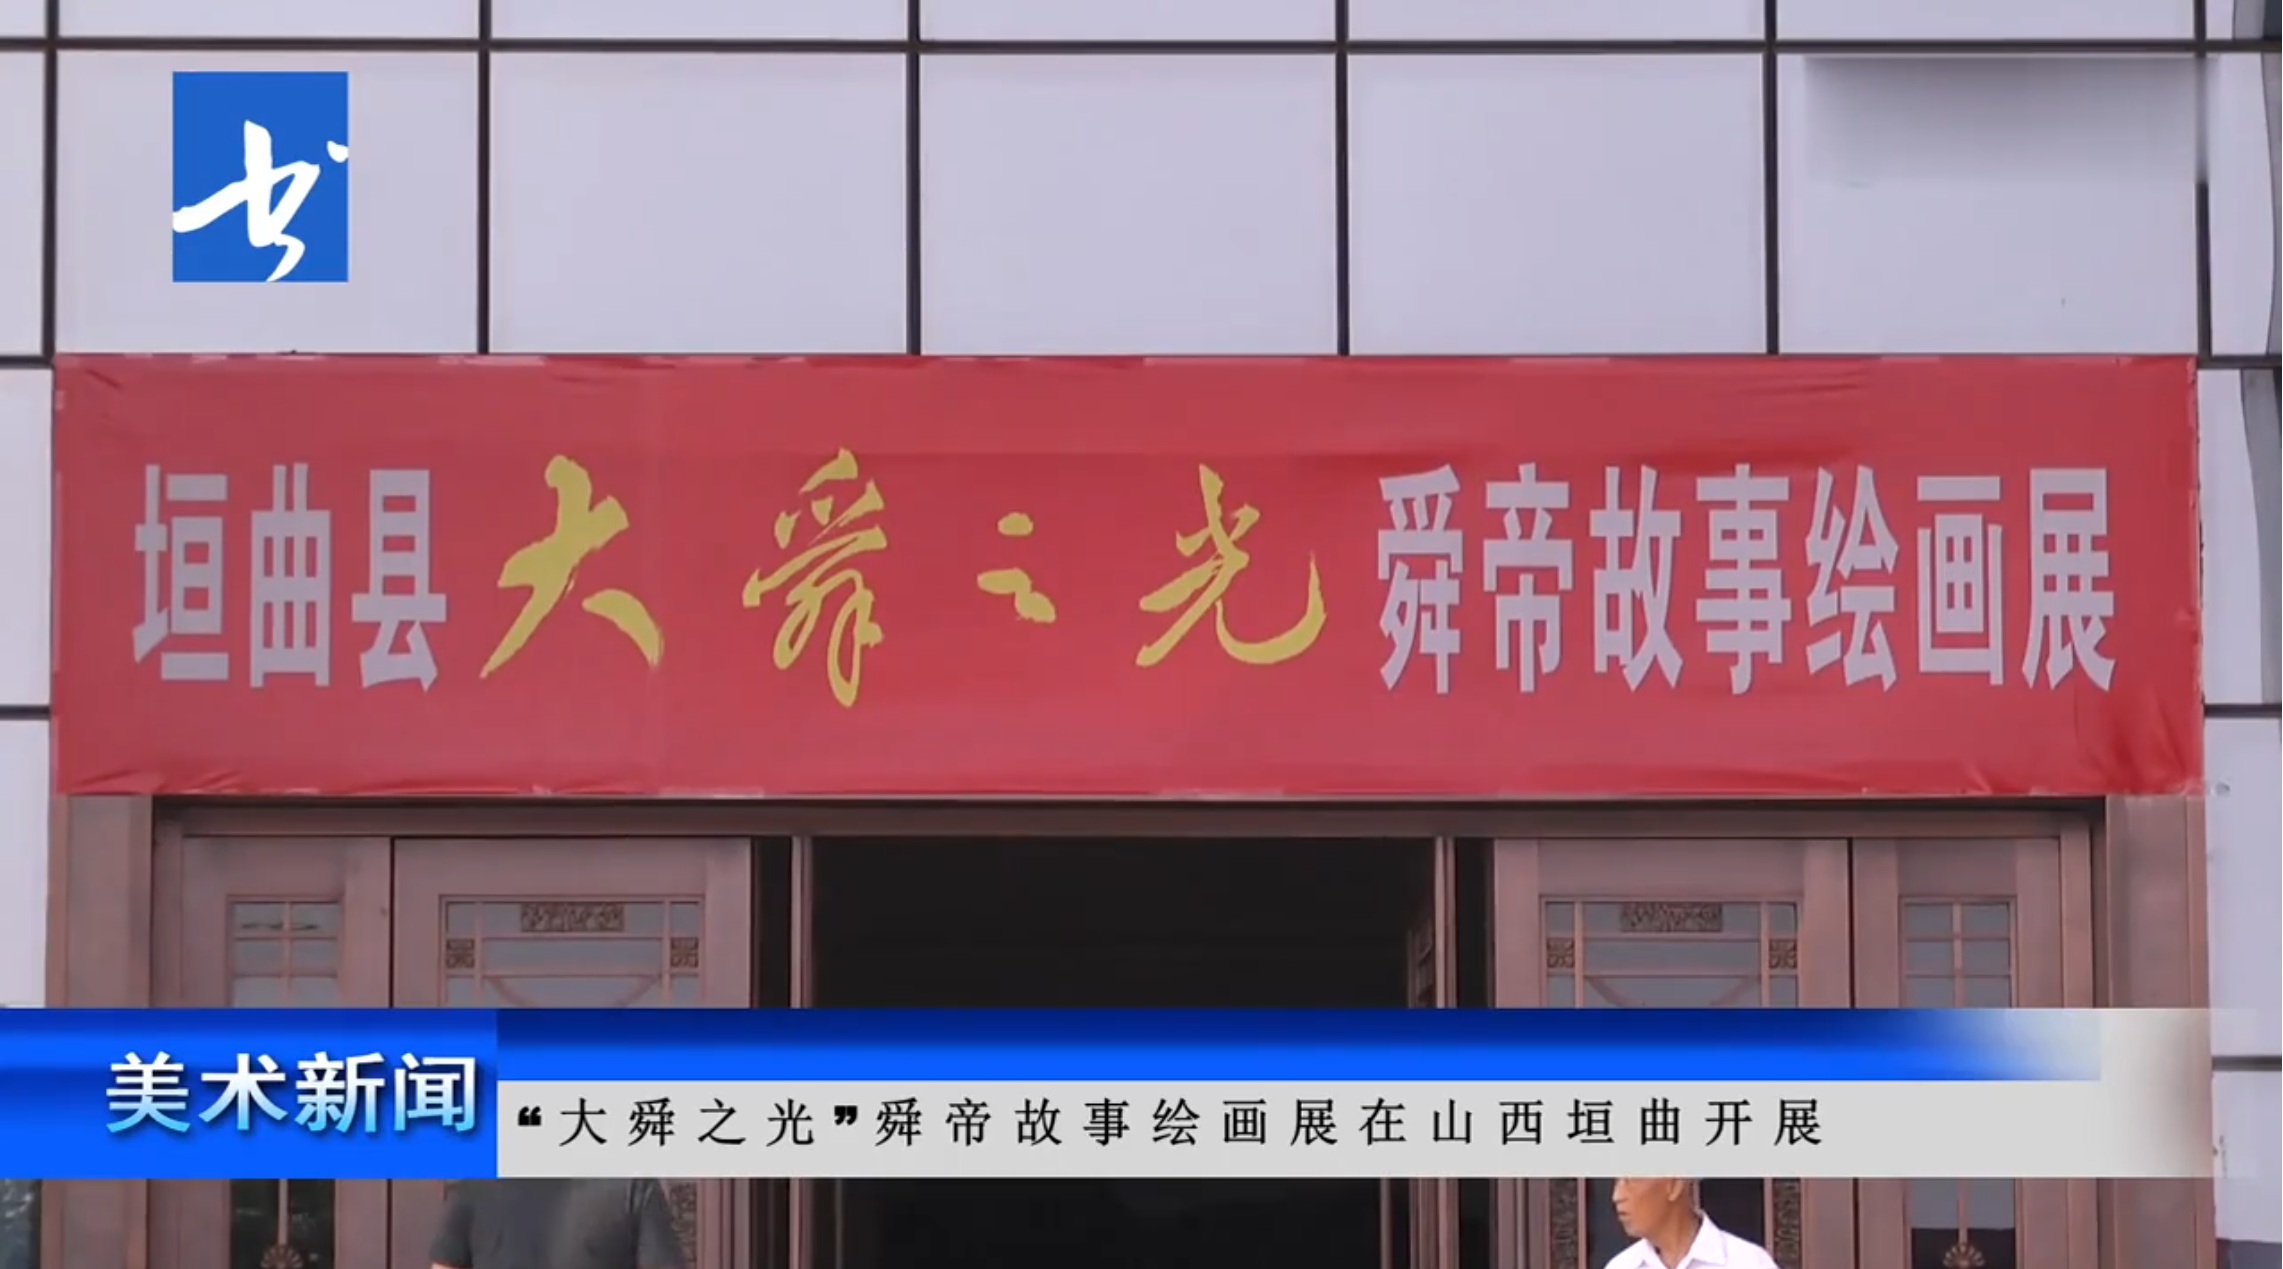 书
垣曲县大舜之光舜帝故事绘画展
美术新闻
“大舜之光”舜帝故事绘画展在山西垣曲开展